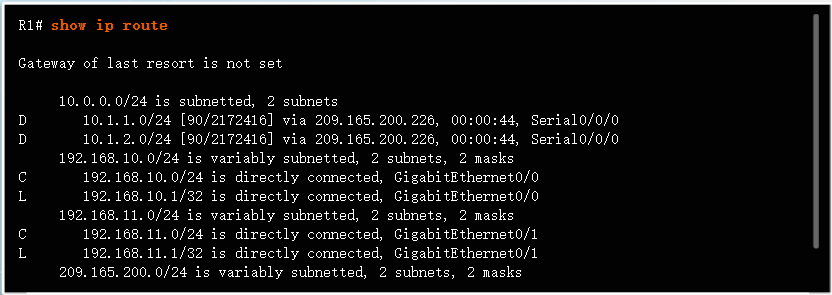 R1# show ip route
Gateway of last resort is not set
10.0.0.0/24 is subnetted, 2 subnets
D 10.1.1.0/24 [90/2172416] via 209.165.200.226, 00:00:44, Serial0/0/0
D 10.1.2.0/24 [90/2172416] via 209.165.200.226, 00:00:44, Serial0/0/0
192.168.10.0/24 is variably subnetted, 2 subnets, 2 masks
C 192.168.10.0/24 is directly connected, GigabitEthernet0/0
L 192.168.10.1/32 is directly connected, GigabitEthernet0/0
192.168.11.0/24 is variably subnetted, 2 subnets, 2 masks
C 192.168.11.0/24 is directly connected, GigabitEthernet0/1
L 192.168.11.1/32 is directly connected, GigabitEthernet0/1
209.165.200.0/24 is variably subnetted, 2 subnets, 2 masks